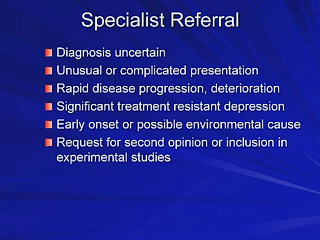 Specialist Referral
Diagnosis uncertain
Unusual or complicated presentation
Rapid disease progression, deterioration
Significant treatment resistant depression
Early onset or possible environmental cause
Request for second opinion or inclusion in
experimental studies